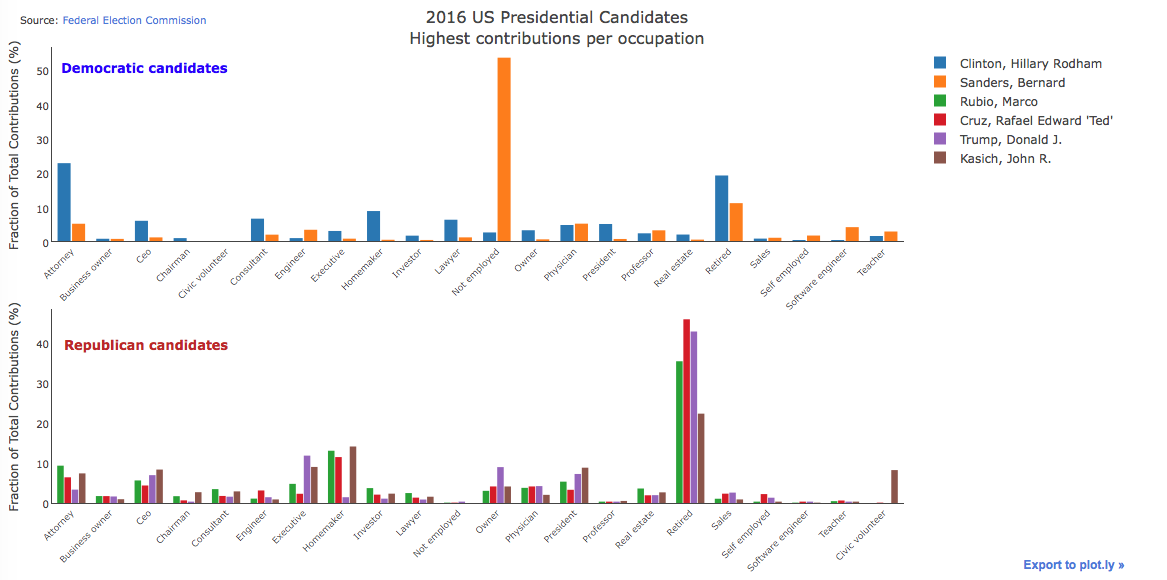 Source: Federal Election Commission
2016 US Presidential Candidates
Highest contributions per occupation
Fraction of Total Contributions (%)
50
40
30
20
10
0
Democratic candidates
Attorney
Business owner
Ceo
Chairman
Civic volunteer
Consultant
Engineer
Executive
Homemaker
Investor
Lawyer
Not employed
Owner
Physician
President
Professor
Real estate
Retired
Sales
Self employed
Software engineer
Teacher
Clinton, Hillary Rodham
Sanders, Bernard
Rubio, Marco
Cruz, Rafael Edward 'Ted'
Trump, Donald J.
Kasich, John R.
Fraction of Total Contributions (%)
40
30
20
10
0
Republican candidates
Attorney
Business owner
Ceo
Chairman
Consultant
Engineer
Executive
Homemaker
Investor
Lawyer
Not employed
Owner
Physician
President
Professor
Real estate
Retired
Sales
Self employed
Software engineer
Teacher
Civic volunteer
Export to plot.ly »